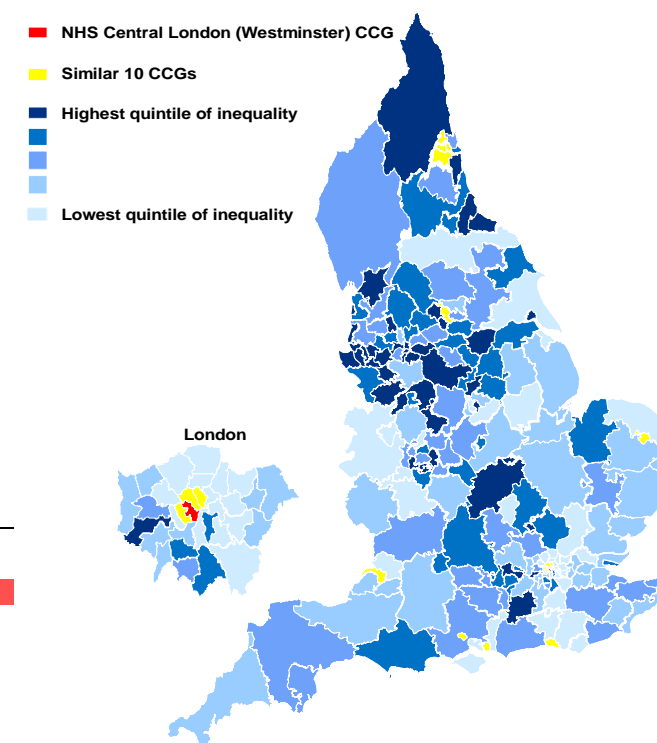 NHS Central London (Westminster) CCG
Similar 10 CCGs
Highest quintile of inequality
Lowest quintile of inequality
London